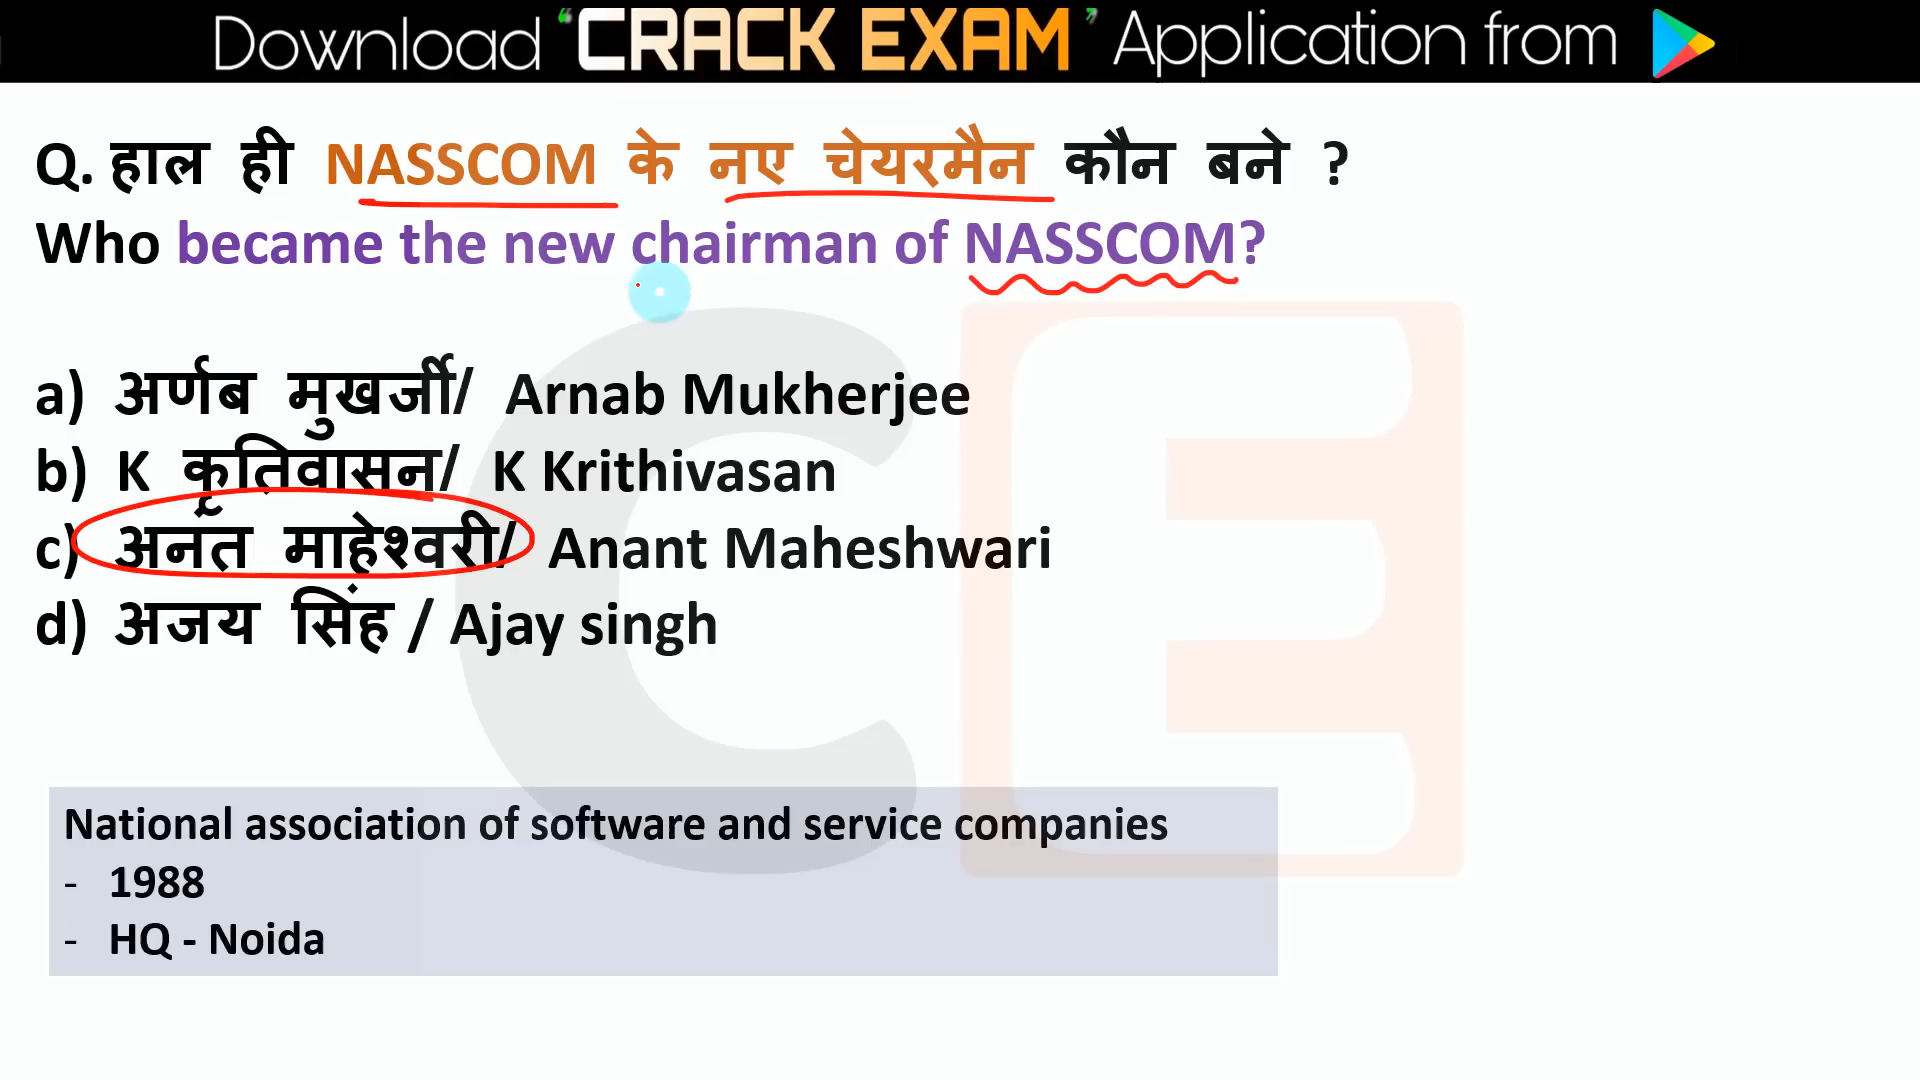 Download “CRACK EXAM” Application from
Q. हाल ही NASSCOM के नए चेयरमैन कौन बने ?
Who became the new chairman of NASSCOM?
a) अर्णब मुखर्जी/ Arnab Mukherjee
b) K कृतिवासन/ K Krithivasan
c) अनंत माहेश्वरी/ Anant Maheshwari
d) अजय सिंह / Ajay singh
CE
National association of software and service companies
- 1988
- HQ - Noida